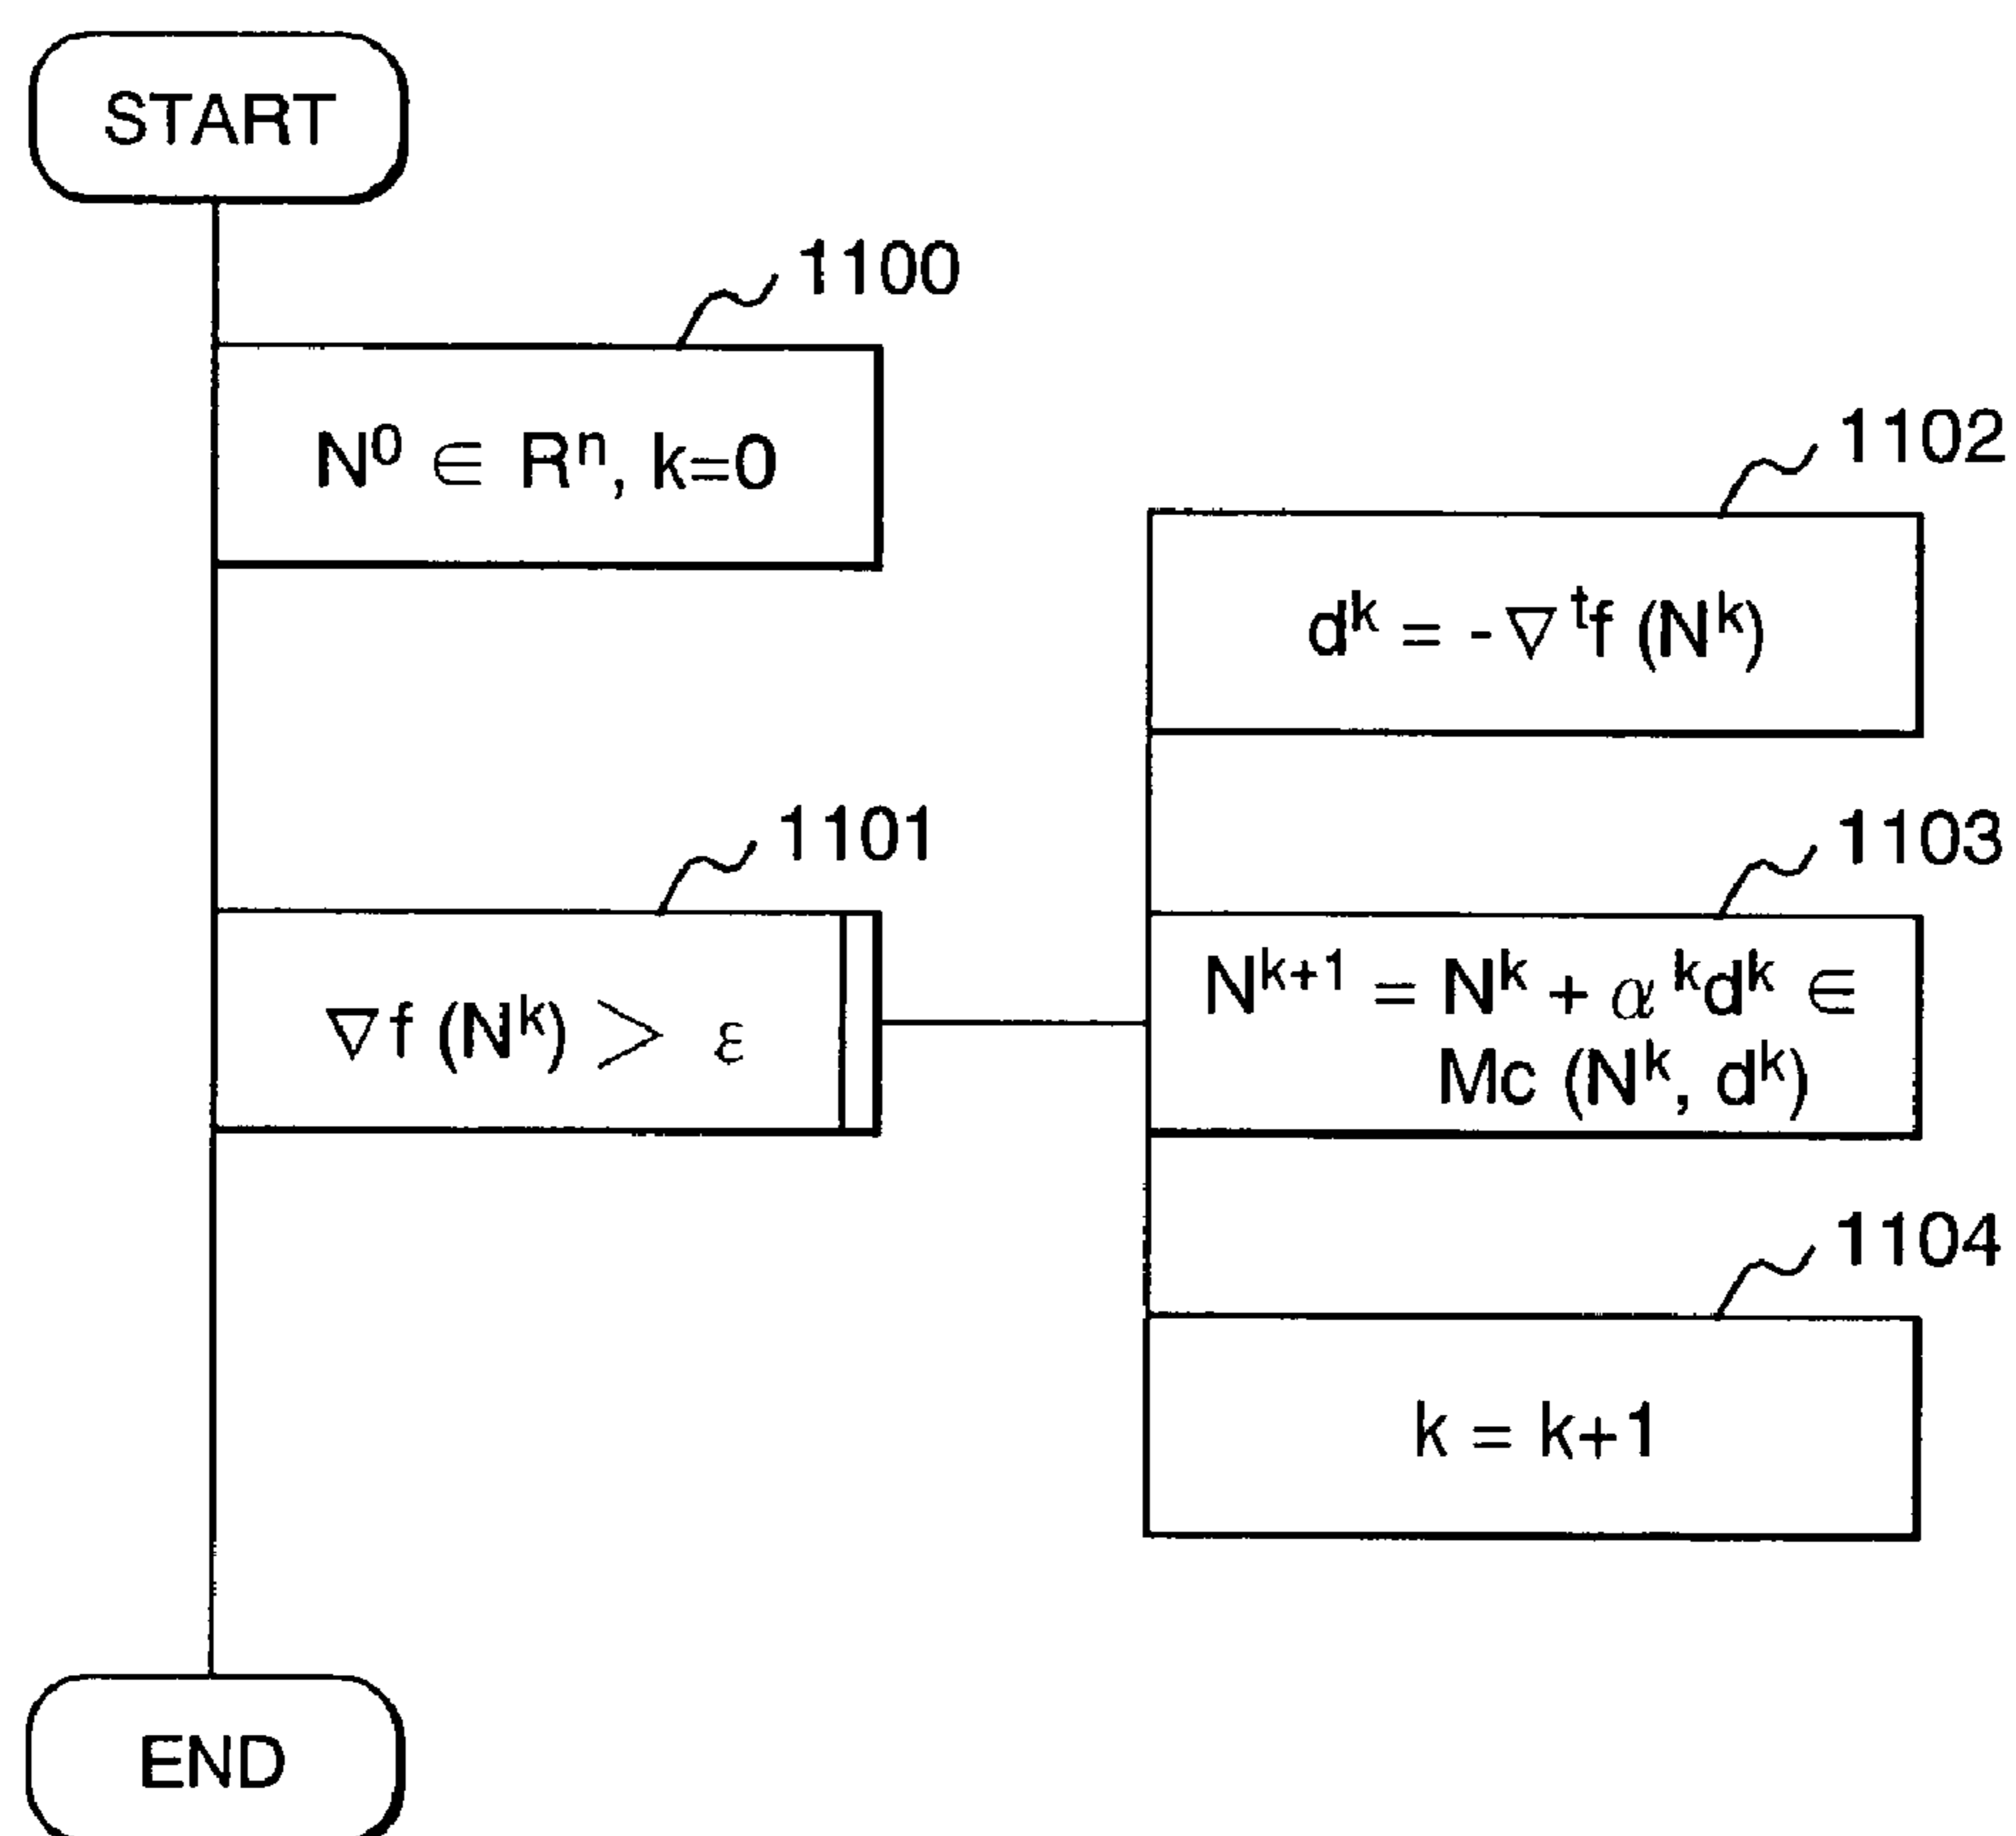 START
1100
N⁰ ∈ Rⁿ, k=0
1101
∇f (Nᵏ) > ε
1102
dᵏ = -∇ᵗf (Nᵏ)
1103
Nᵏ⁺¹ = Nᵏ + α ᵏdᵏ ∈
Mc (Nᵏ, dᵏ)
1104
k = k+1
END